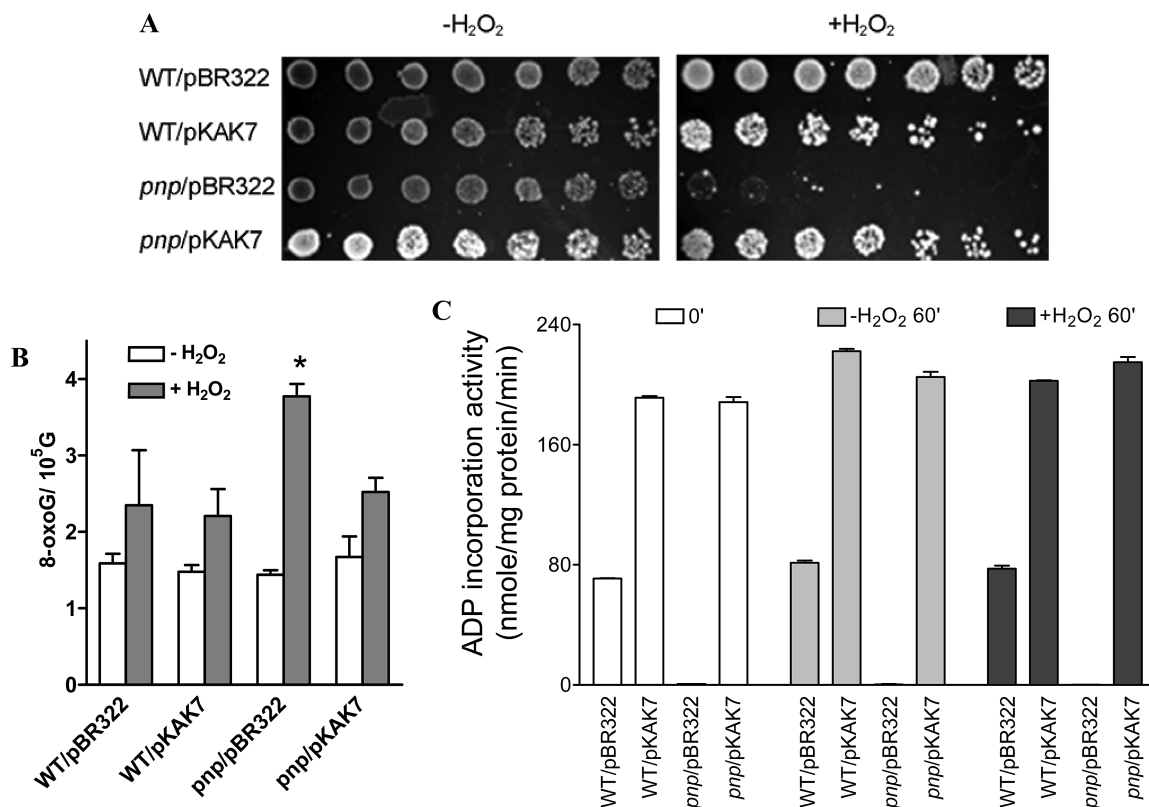 A
-H₂O₂
+H₂O₂
WT/pBR322
WT/pKAK7
pnp/pBR322
pnp/pKAK7
B
- H₂O₂
+ H₂O₂
*
8-oxoG/ 10⁵G
4
3
2
1
0
WT/pBR322
WT/pKAK7
pnp/pBR322
pnp/pKAK7
C
0'
-H₂O₂ 60'
+H₂O₂ 60'
ADP incorporation activity
(nmole/mg protein/min)
240
160
80
0
WT/pBR322
WT/pKAK7
pnp/pBR322
pnp/pKAK7
WT/pBR322
WT/pKAK7
pnp/pBR322
pnp/pKAK7
WT/pBR322
WT/pKAK7
pnp/pBR322
pnp/pKAK7